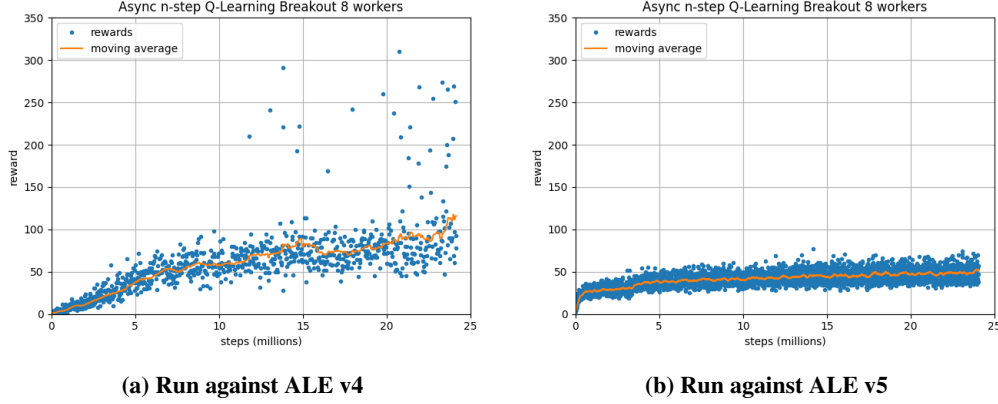 Async n-step Q-Learning Breakout 8 workers
rewards
moving average
350
300
250
200
150
100
50
0
reward
0 5 10 15 20 25
steps (millions)
(a) Run against ALE v4
Async n-step Q-Learning Breakout 8 workers
rewards
moving average
350
300
250
200
150
100
50
0
reward
0 5 10 15 20 25
steps (millions)
(b) Run against ALE v5